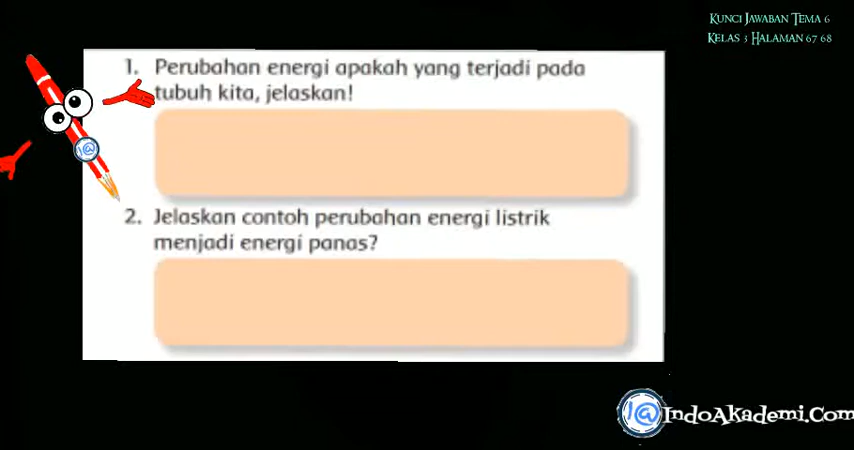 Kunci Jawaban Tema 6
Kelas 3 Halaman 67 68
1. Perubahan energi apakah yang terjadi pada
tubuh kita, jelaskan!
2. Jelaskan contoh perubahan energi listrik
menjadi energi panas?
IndoAkademi.Com